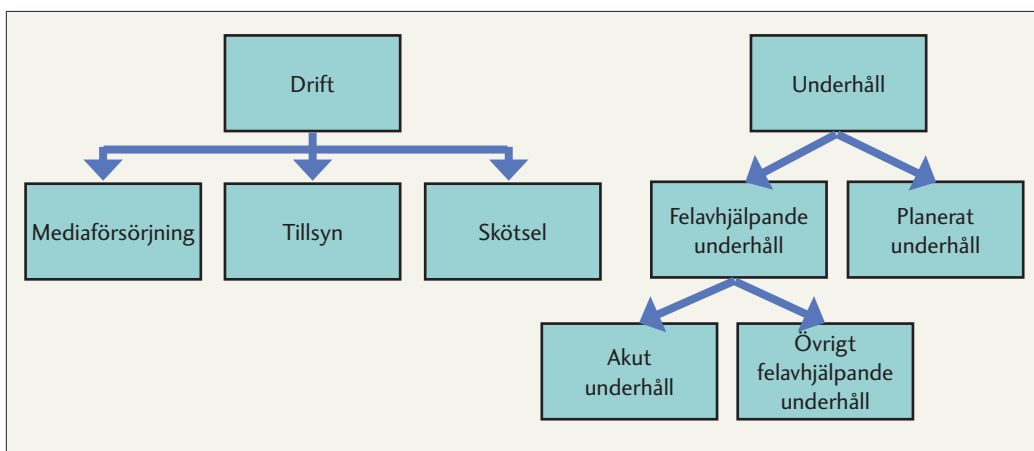 Drift
Underhåll
Mediaförsörjning
Tillsyn
Skötsel
Felavhjälpande
underhåll
Planerat
underhåll
Akut
underhåll
Övrigt
felavhjälpande
underhåll